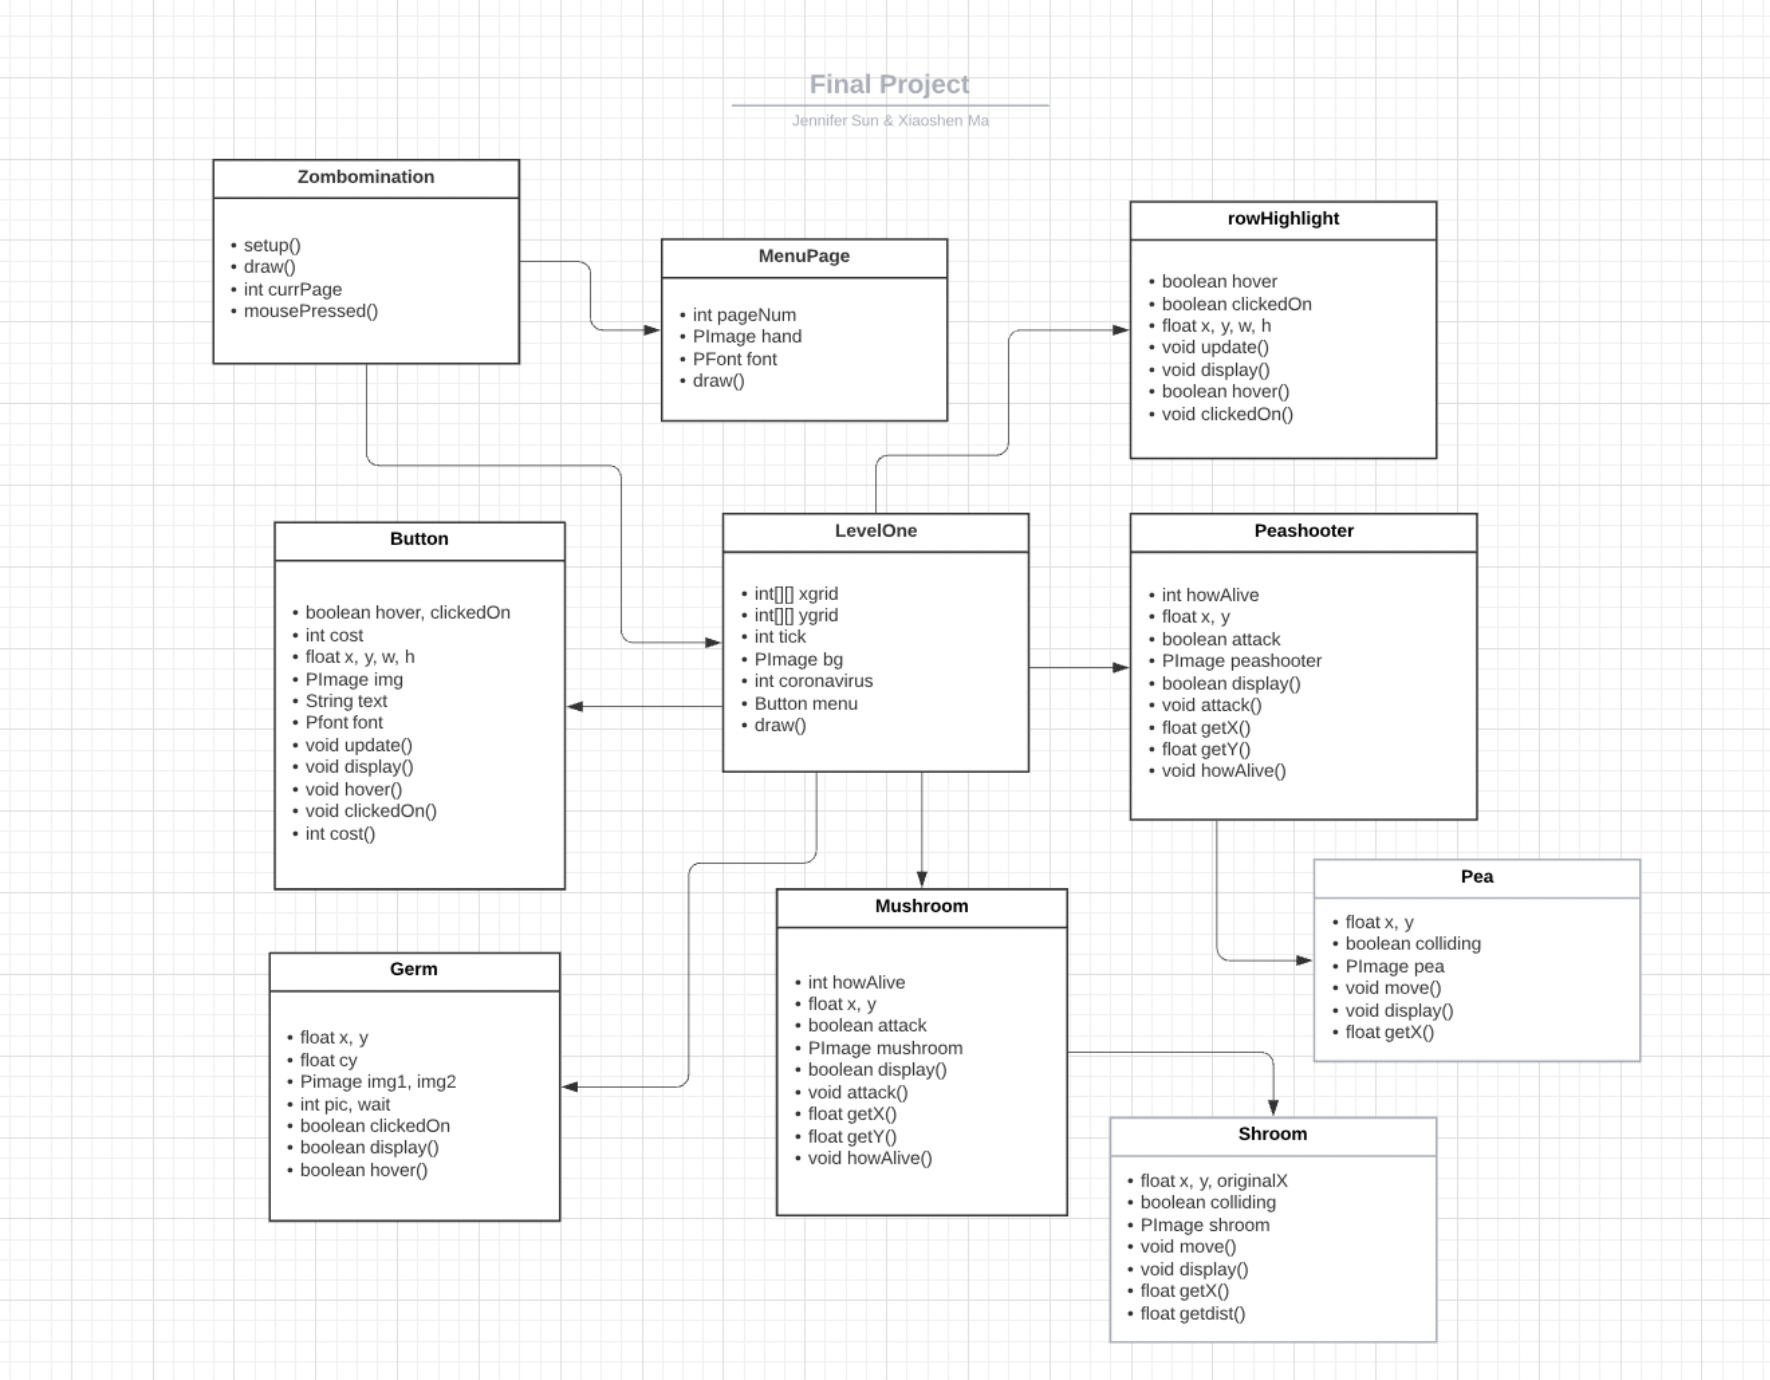 Final Project
Jennifer Sun & Xiaoshen Ma
Zombomination
• setup()
• draw()
• int currPage
• mousePressed()
MenuPage
• int pageNum
• PImage hand
• PFont font
• draw()
rowHighlight
• boolean hover
• boolean clickedOn
• float x, y, w, h
• void update()
• void display()
• boolean hover()
• void clickedOn()
Button
• boolean hover, clickedOn
• int cost
• float x, y, w, h
• PImage img
• String text
• Pfont font
• void update()
• void display()
• void hover()
• void clickedOn()
• int cost()
LevelOne
• int[][] xgrid
• int[][] ygrid
• int tick
• PImage bg
• int coronavirus
• Button menu
• draw()
Peashooter
• int howAlive
• float x, y
• boolean attack
• PImage peashooter
• boolean display()
• void attack()
• float getX()
• float getY()
• void howAlive()
Pea
• float x, y
• boolean colliding
• PImage pea
• void move()
• void display()
• float getX()
Germ
• float x, y
• float cy
• Pimage img1, img2
• int pic, wait
• boolean clickedOn
• boolean display()
• boolean hover()
Mushroom
• int howAlive
• float x, y
• boolean attack
• PImage mushroom
• boolean display()
• void attack()
• float getX()
• float getY()
• void howAlive()
Shroom
• float x, y, originalX
• boolean colliding
• PImage shroom
• void move()
• void display()
• float getX()
• float getdist()